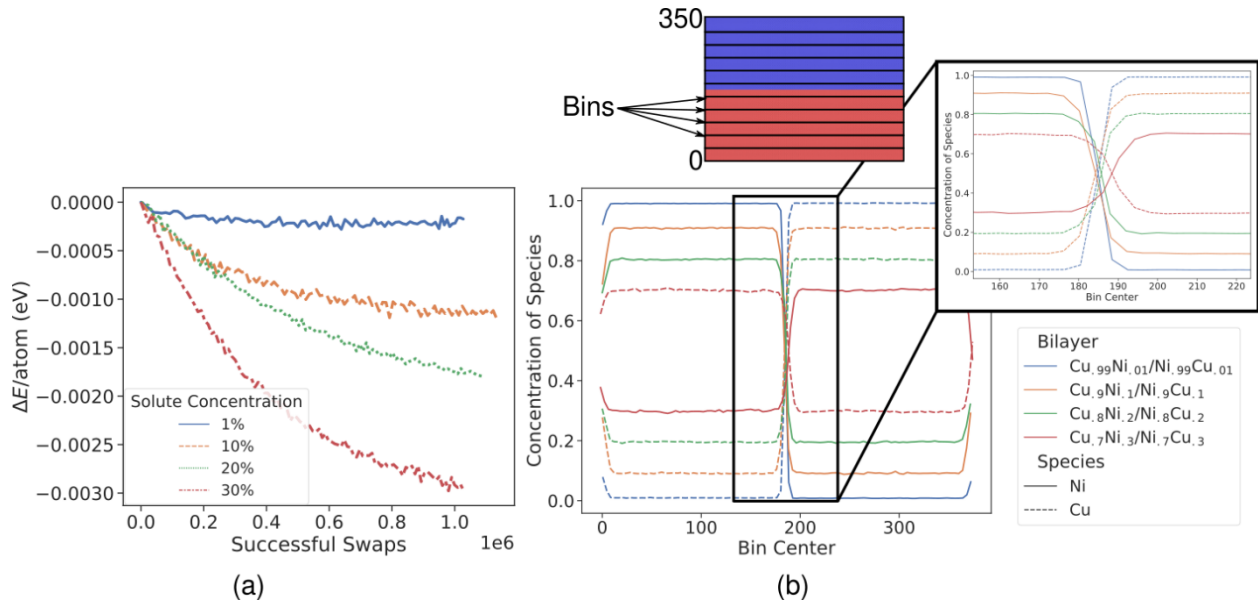 350
Bins
0
0.0000
−0.0005
−0.0010
−0.0015
−0.0020
−0.0025
−0.0030
ΔE/atom (eV)
Solute Concentration
1%
10%
20%
30%
0.0 0.2 0.4 0.6 0.8 1.0
1e6
Successful Swaps
(a)
1.0
0.8
0.6
0.4
0.2
0.0
Concentration of Species
0 100 200 300
Bin Center
(b)
1.0
0.8
0.6
0.4
0.2
0.0
Concentration of Species
160 170 180 190 200 210 220
Bin Center
Bilayer
Cu.99Ni.01/Ni.99Cu.01
Cu.9Ni.1/Ni.9Cu.1
Cu.8Ni.2/Ni.8Cu.2
Cu.7Ni.3/Ni.7Cu.3
Species
Ni
Cu